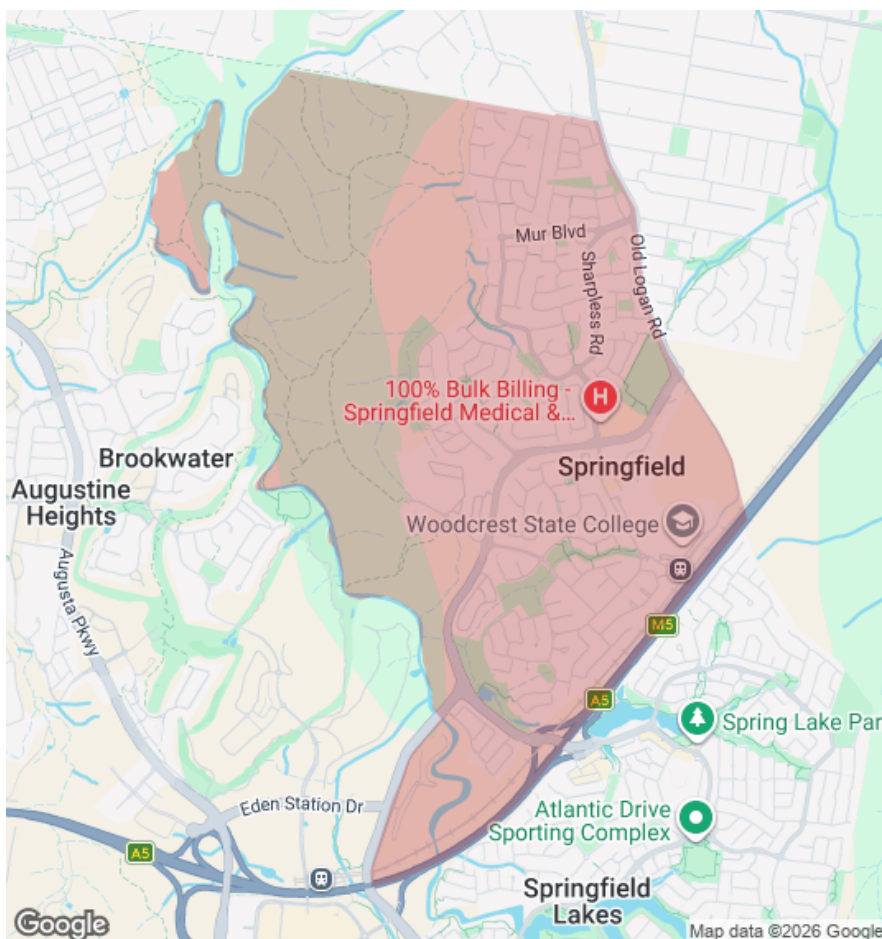 Mur Blvd
Sharpless Rd
Old Logan Rd
100% Bulk Billing -
Springfield Medical &...
H
Brookwater
Springfield
Augustine
Heights
Woodcrest State College
Augusta Pkwy
M5
A5
Spring Lake Par
Eden Station Dr
Atlantic Drive
Sporting Complex
A5
Springfield
Lakes
Google
Map data ©2026 Google